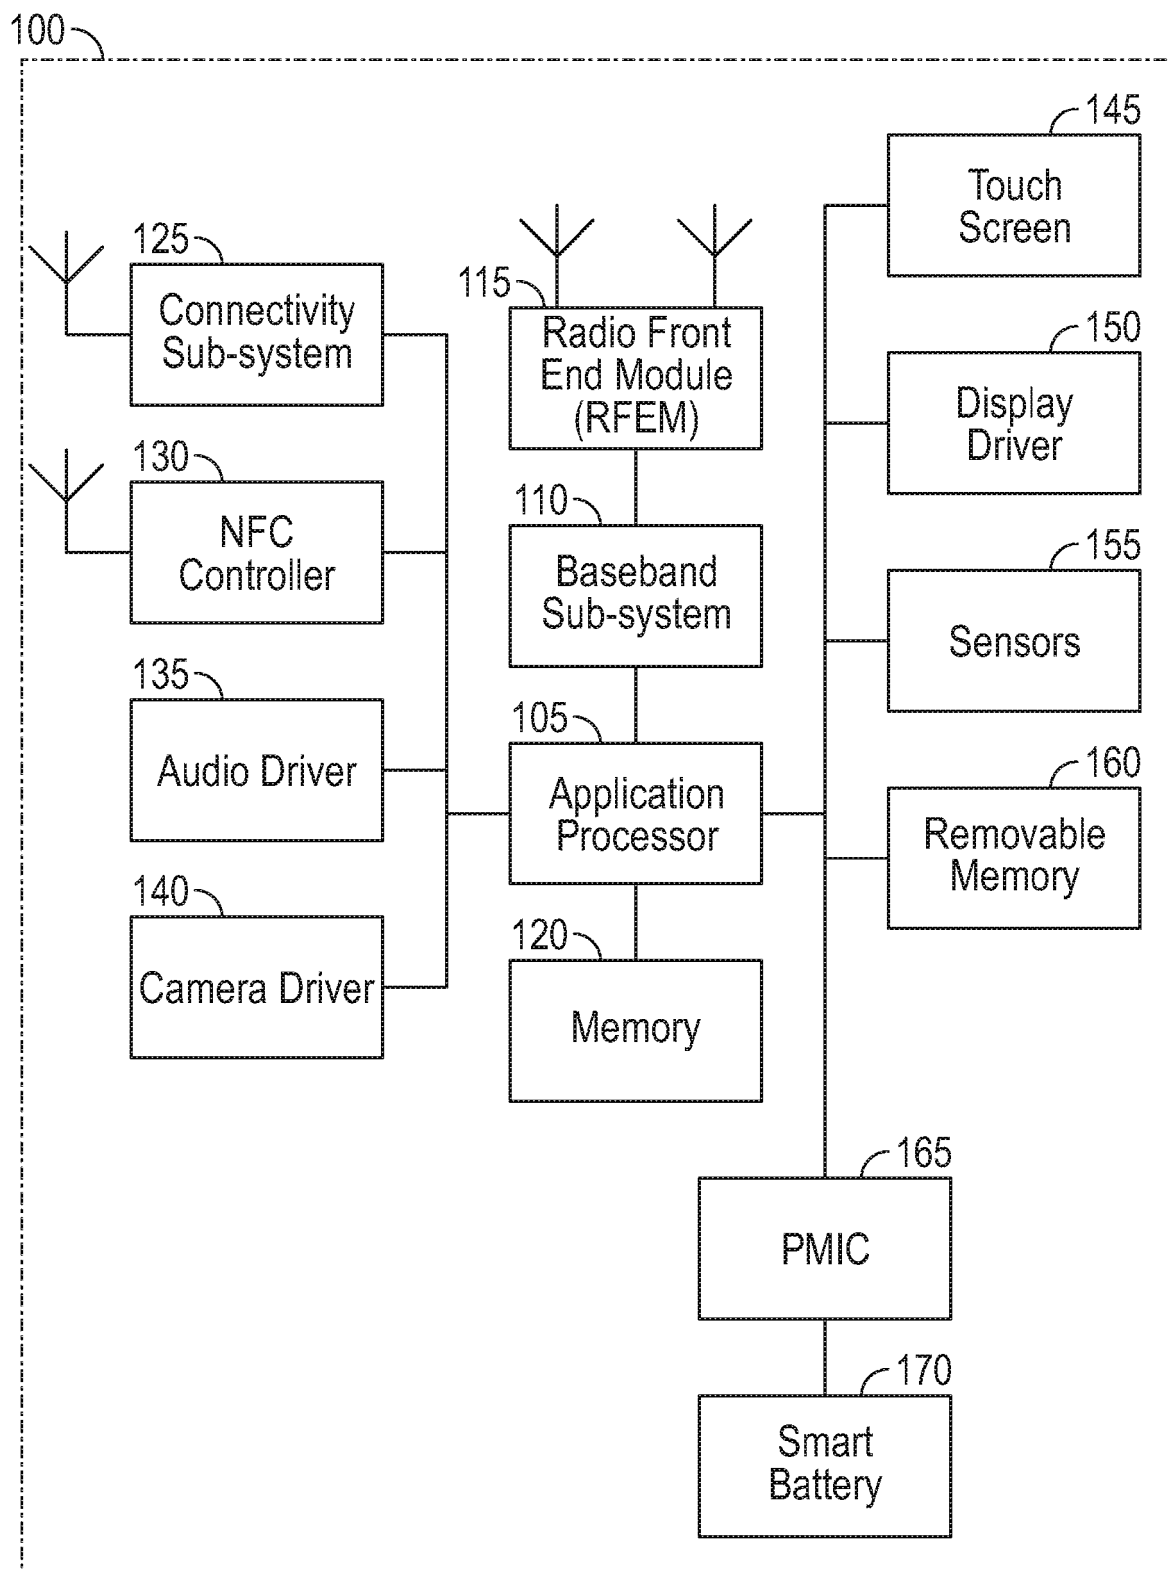 100
145
Touch
Screen
125
Connectivity
Sub-system
115
Radio Front
End Module
(RFEM)
150
Display
Driver
130
NFC
Controller
110
Baseband
Sub-system
155
Sensors
135
Audio Driver
105
Application
Processor
160
Removable
Memory
140
Camera Driver
120
Memory
165
PMIC
170
Smart
Battery